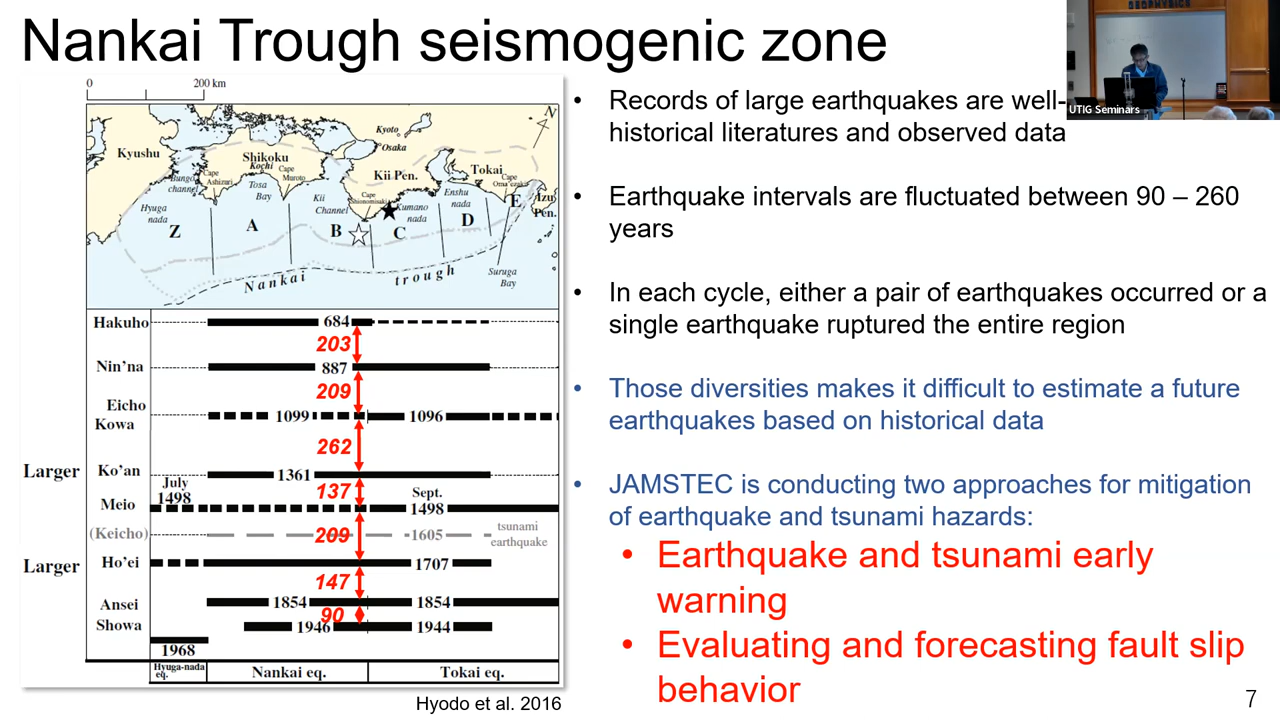 Nankai Trough seismogenic zone
GEOPHYSICS
UTIG Seminars
0 200 km
N
Kyoto
Osaka
Kyushu
Shikoku
Kochi
Cape Muroto
Cape Ashizuri
Bungo channel
Tosa Bay
Kii Channel
Kii Pen.
Cape Shionomisaki
Kumano nada
Tokai
Enshu nada
Cape Oma'ezaki
Izu Pen.
Hyuga nada
Z A B C D E
Nankai trough
Suruga Bay
Hakuho 684
203
Nin'na 887
209
Eicho
Kowa 1099 1096
262
Larger Ko'an 1361
137
July 1498
Sept.
Meio 1498
(Keicho) 209 1605 tsunami earthquake
Larger Ho'ei 1707
147
Ansei 1854 1854
90
Showa 1946 1944
1968
Hyuga-nada eq. Nankai eq. Tokai eq.
Hyodo et al. 2016
• Records of large earthquakes are well-
historical literatures and observed data
• Earthquake intervals are fluctuated between 90 – 260
years
• In each cycle, either a pair of earthquakes occurred or a
single earthquake ruptured the entire region
• Those diversities makes it difficult to estimate a future
earthquakes based on historical data
• JAMSTEC is conducting two approaches for mitigation
of earthquake and tsunami hazards:
• Earthquake and tsunami early
warning
• Evaluating and forecasting fault slip
behavior
7